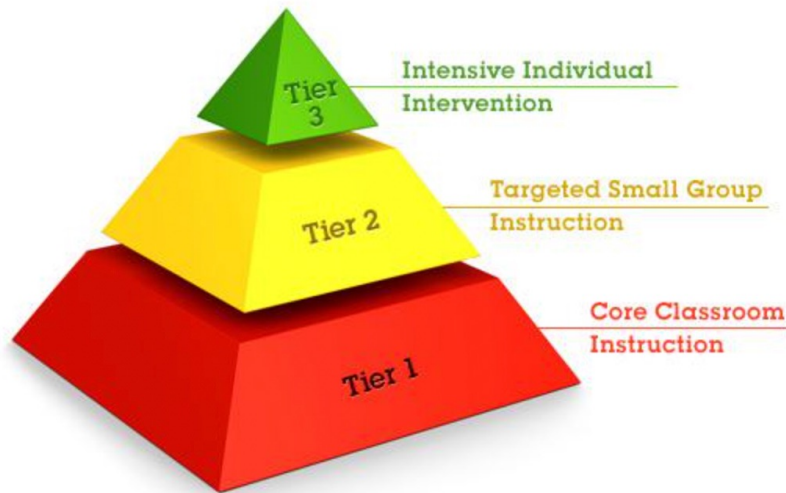 Tier
3
Intensive Individual
Intervention
Tier 2
Targeted Small Group
Instruction
Tier 1
Core Classroom
Instruction